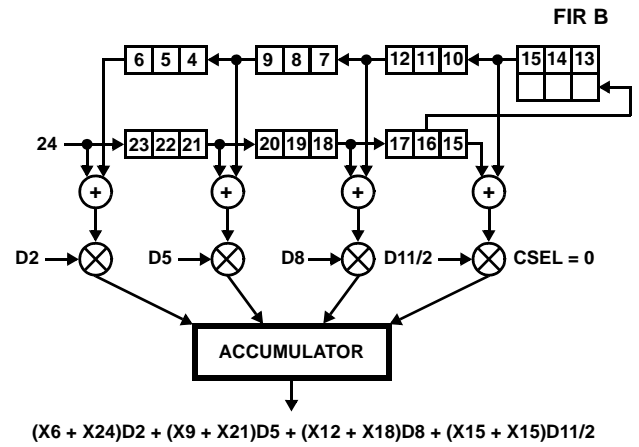 FIR B
6 5 4 9 8 7 12 11 10 15 14 13
24 23 22 21 20 19 18 17 16 15
+ + + +
D2 D5 D8 D11/2 CSEL = 0
ACCUMULATOR
(X6 + X24)D2 + (X9 + X21)D5 + (X12 + X18)D8 + (X15 + X15)D11/2